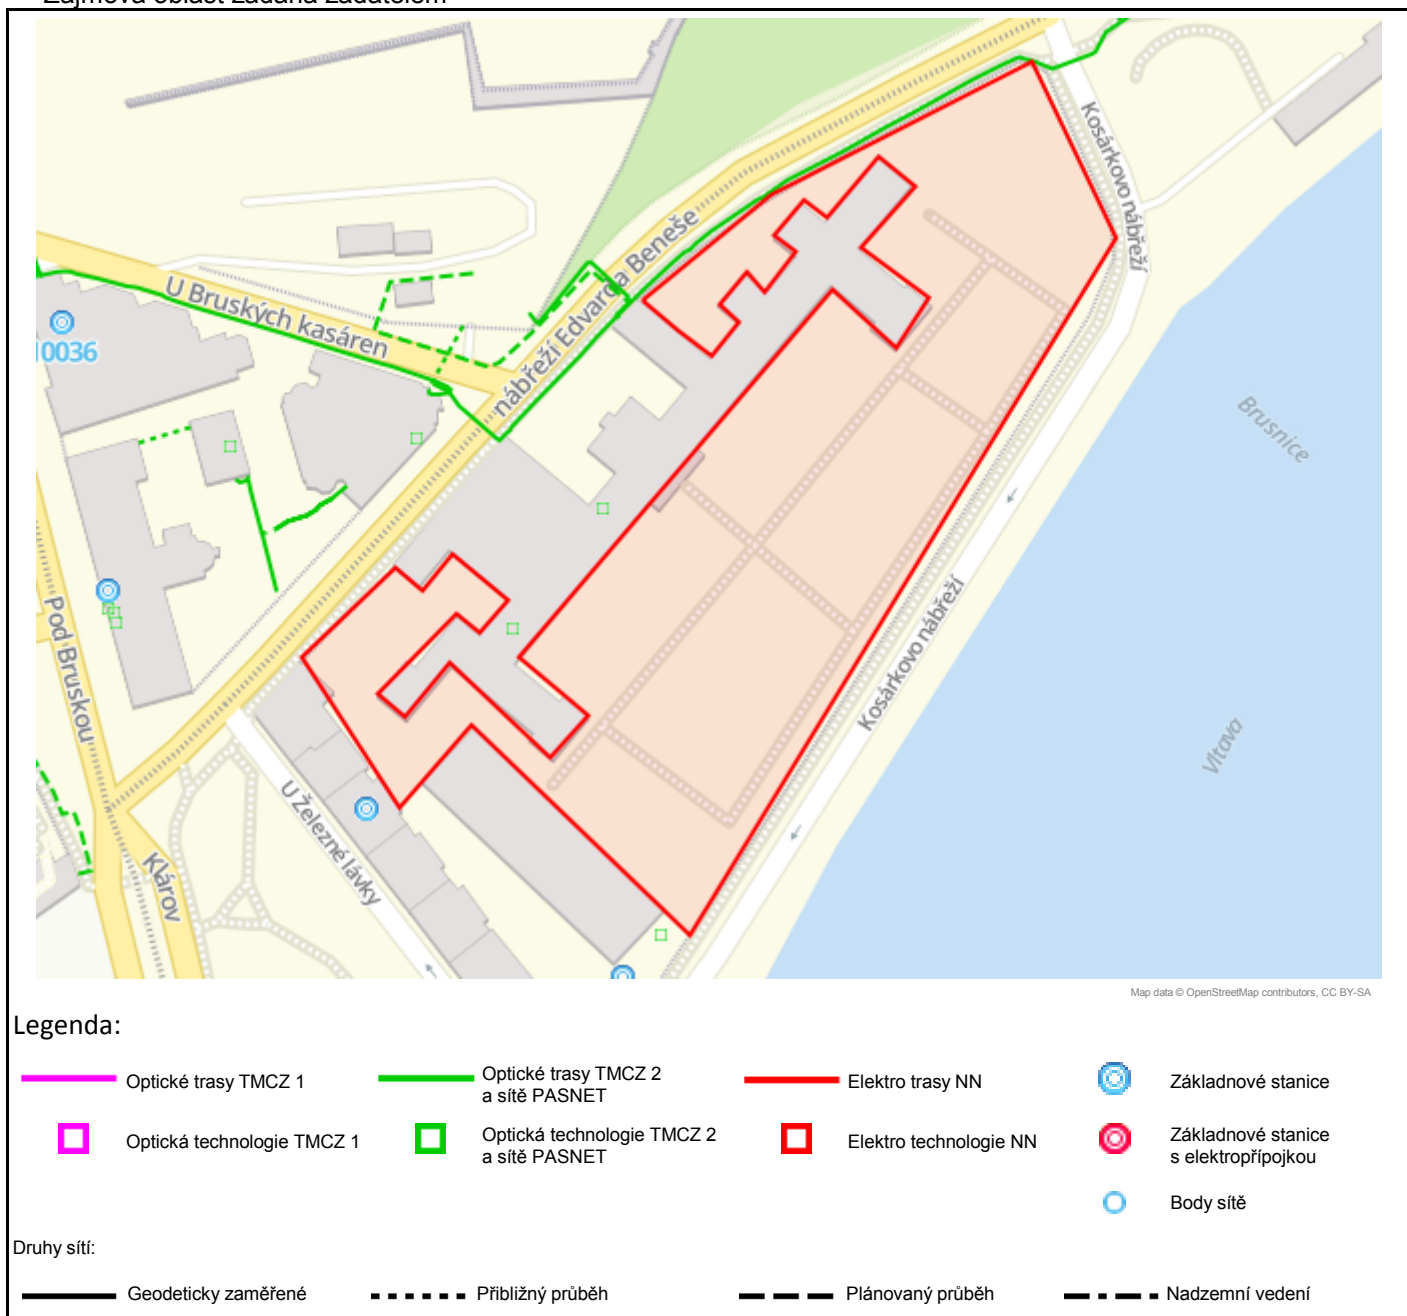 Zájmová oblast zadaná žadatelem
Kosárkovo nábřeží
nábřeží Edvarda Beneše
U Bruských kasáren
10036
Brusnice
Pod Bruskou
Kosárkovo nábřeží
Vltava
U Železné lávky
Klárov
Map data © OpenStreetMap contributors, CC BY-SA
Legenda:
Optické trasy TMCZ 1
Optické trasy TMCZ 2
a sítě PASNET
Elektro trasy NN
Základnové stanice
Optická technologie TMCZ 1
Optická technologie TMCZ 2
a sítě PASNET
Elektro technologie NN
Základnové stanice
s elektropřípojkou
Body sítě
Druhy sítí:
Geodeticky zaměřené
Přibližný průběh
Plánovaný průběh
Nadzemní vedení